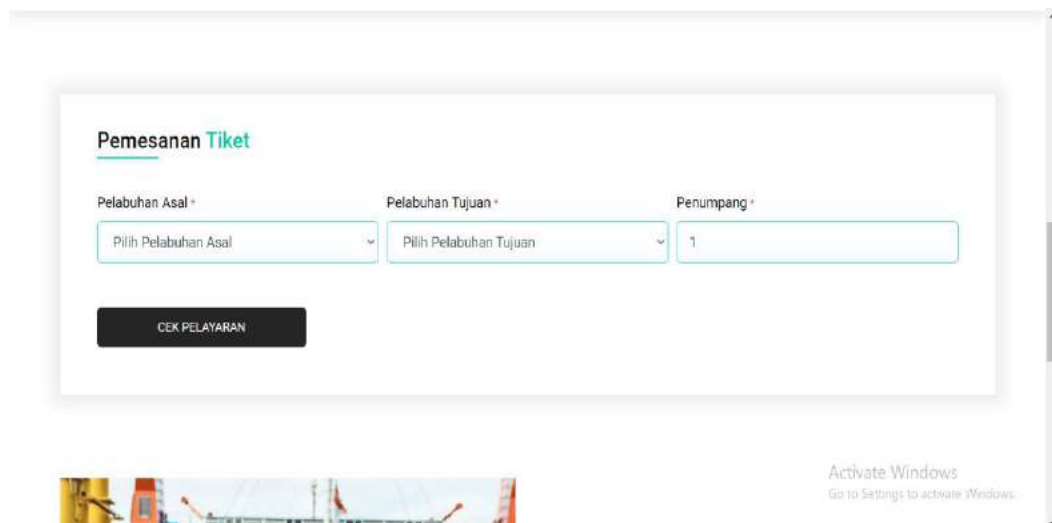 Pemesanan Tiket
Pelabuhan Asal *
Pelabuhan Tujuan *
Penumpang *
Pilih Pelabuhan Asal
Pilih Pelabuhan Tujuan
1
CEK PELAYARAN
Activate Windows
Go to Settings to activate Windows.